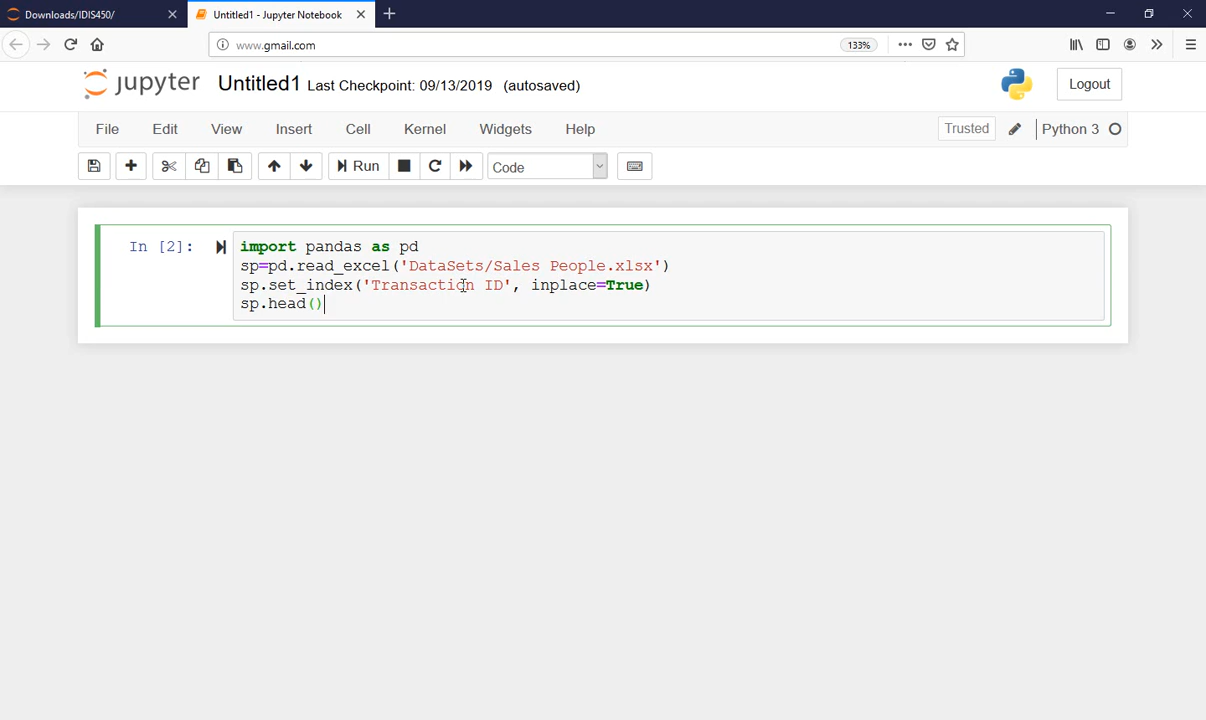 Downloads/IDIS450/
Untitled1 - Jupyter Notebook
www.gmail.com
133%
jupyter Untitled1 Last Checkpoint: 09/13/2019 (autosaved)
Logout
File Edit View Insert Cell Kernel Widgets Help
Trusted
Python 3
Run
Code
In [2]:
import pandas as pd
sp=pd.read_excel('DataSets/Sales People.xlsx')
sp.set_index('Transaction ID', inplace=True)
sp.head()